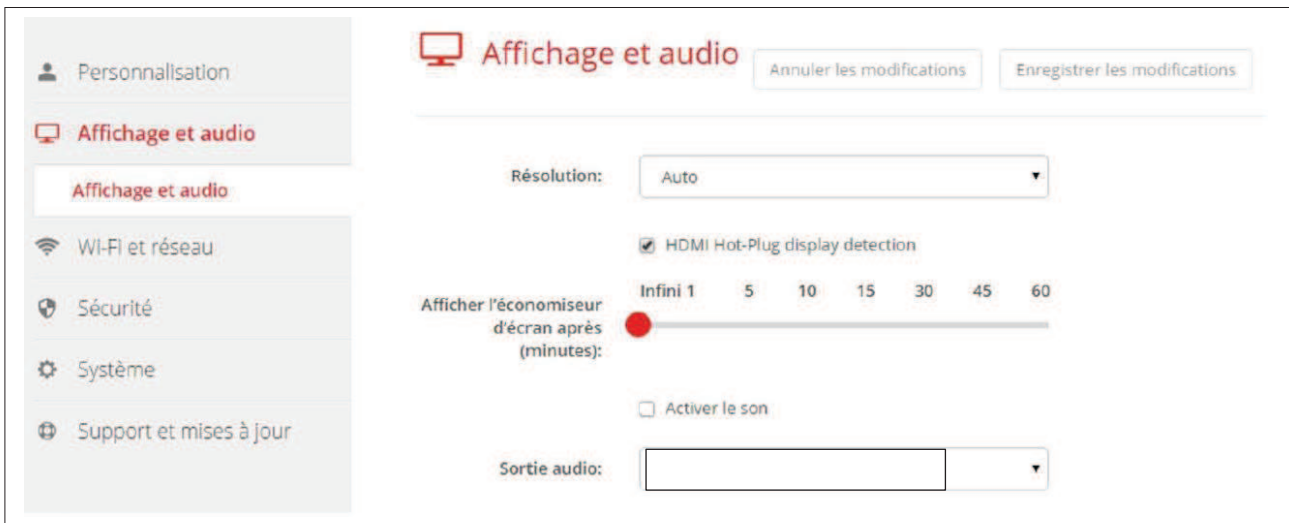 Personnalisation
Affichage et audio
Affichage et audio
Wi-Fi et réseau
Sécurité
Système
Support et mises à jour
Affichage et audio
Annuler les modifications
Enregistrer les modifications
Résolution:
Auto
HDMI Hot-Plug display detection
Afficher l'économiseur
d'écran après
(minutes):
Infini 1 5 10 15 30 45 60
Activer le son
Sortie audio: